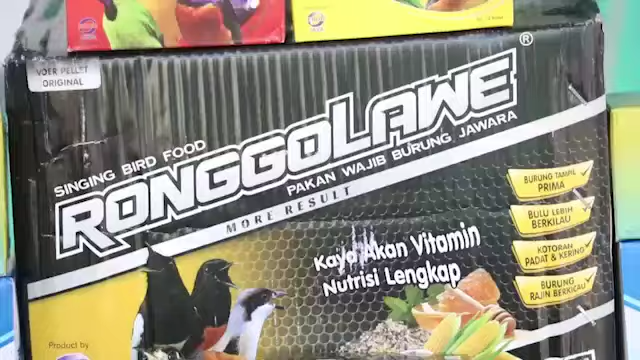 VOER PELLET
ORIGINAL
SINGING BIRD FOOD
RONGGOLAWE®
PAKAN WAJIB BURUNG JAWARA
MORE RESULT
Kaya Akan Vitamin
Nutrisi Lengkap
BURUNG TAMPIL
PRIMA
BULU LEBIH
BERKILAU
KOTORAN
PADAT & KERING
BURUNG
RAJIN BERKICAU
Product by